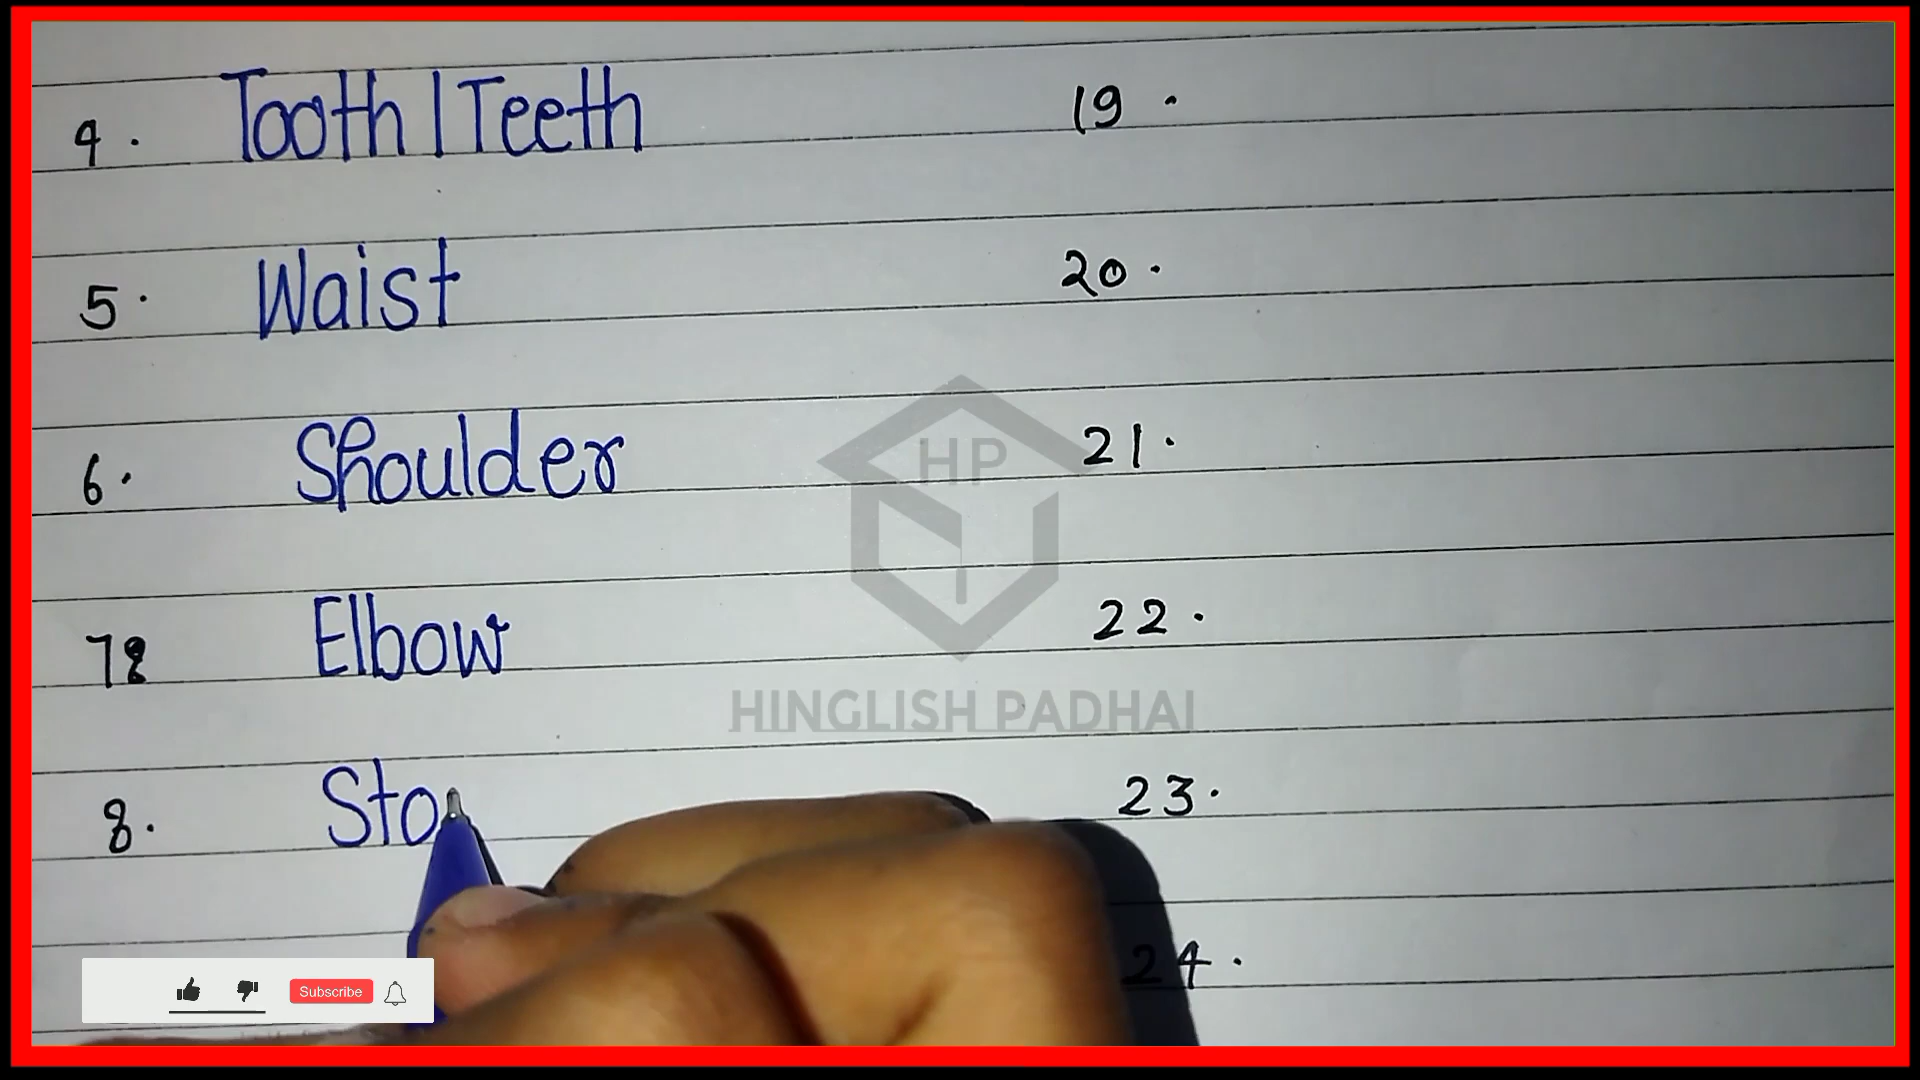 4. Tooth | Teeth 19.
5. Waist 20.
6. Shoulder 21.
HP
78 Elbow 22.
HINGLISH PADHAI
8. Sto 23.
24.
Subscribe